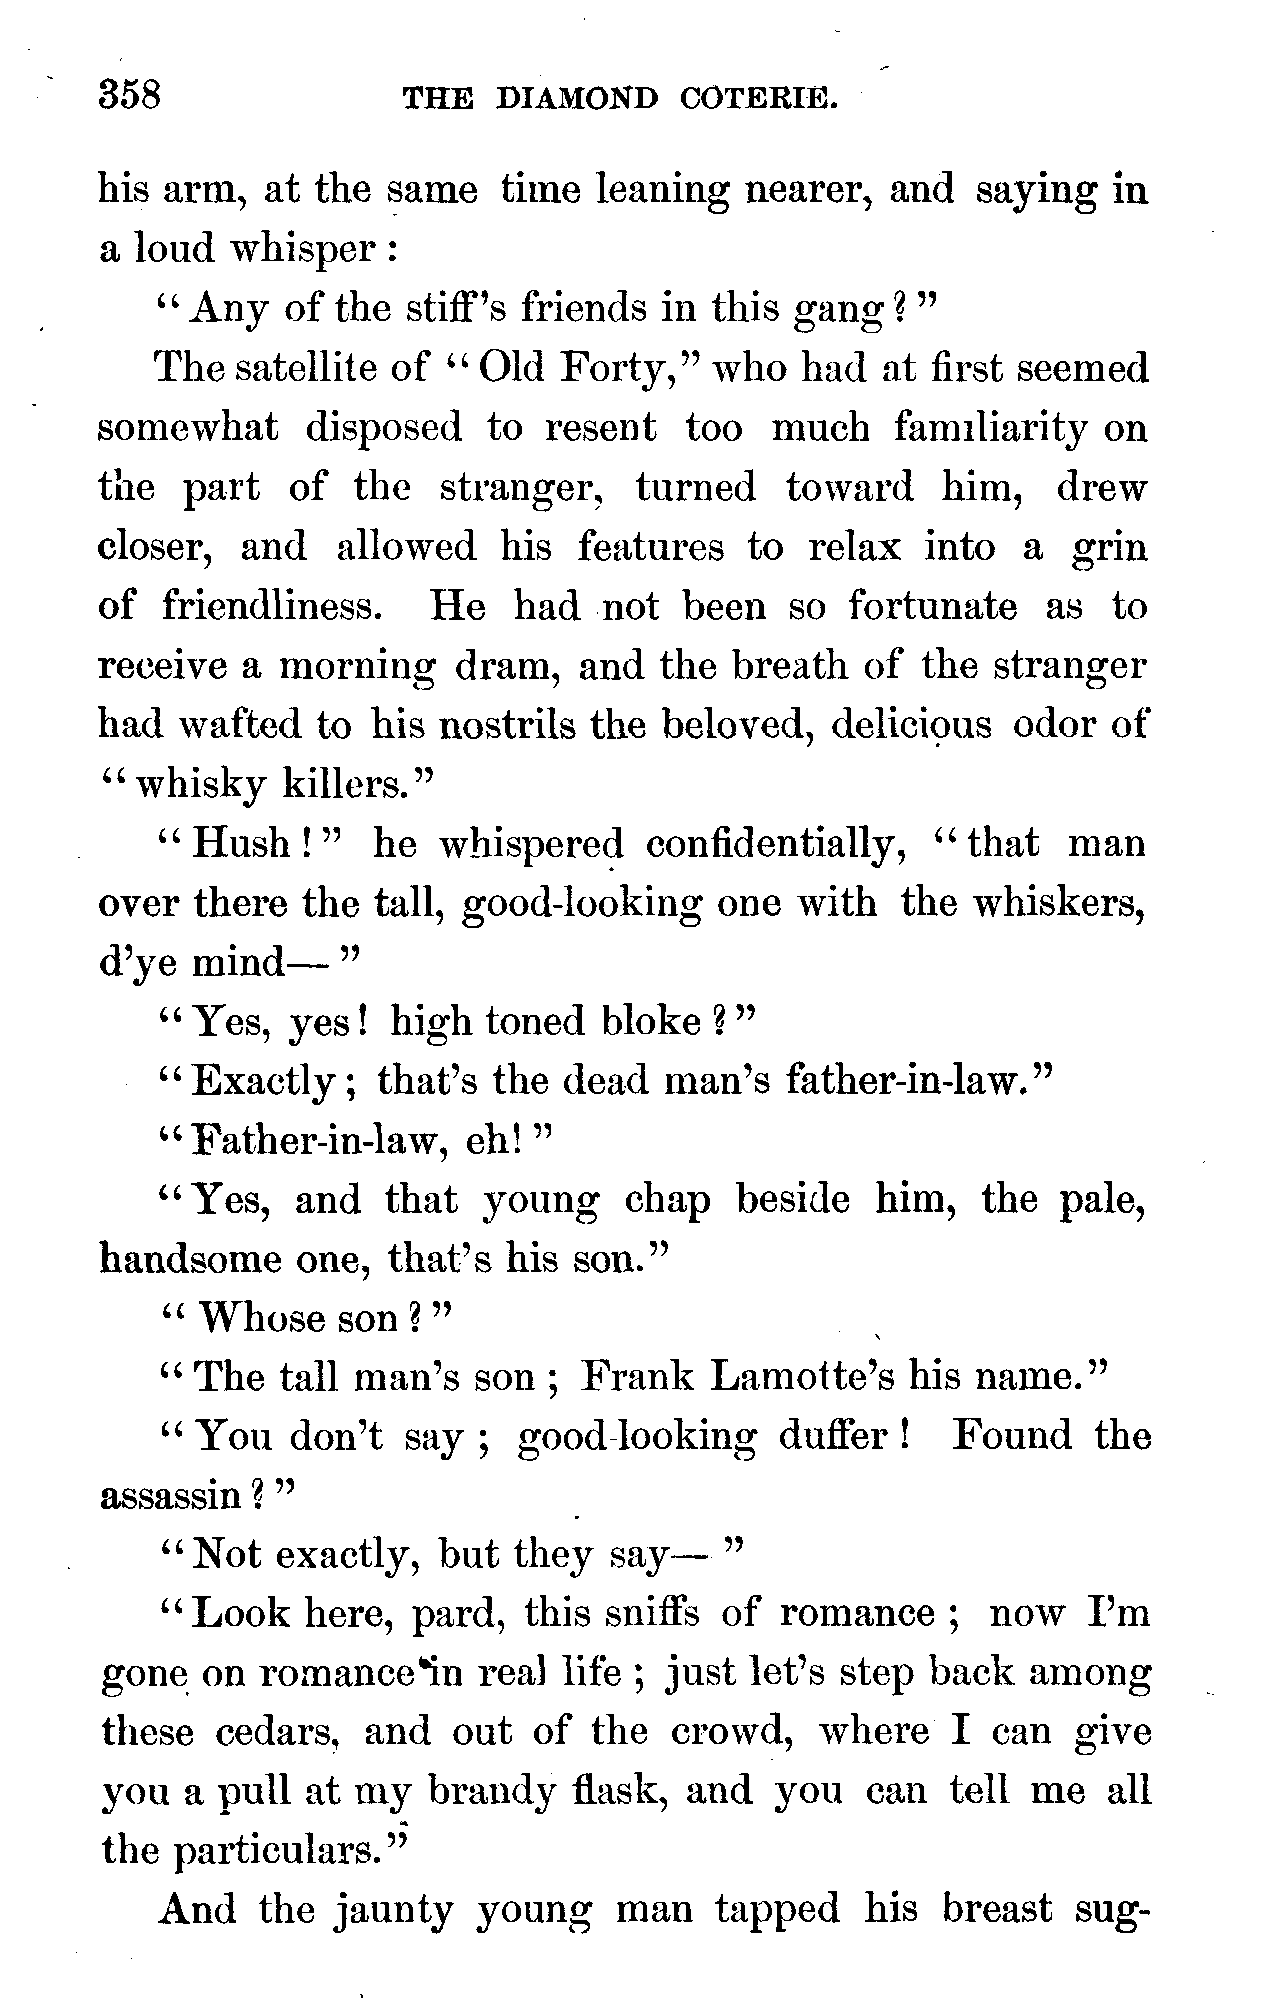 358 THE DIAMOND COTERIE.
his arm, at the same time leaning nearer, and saying in
a loud whisper :
“ Any of the stiff’s friends in this gang ? ”
The satellite of “ Old Forty,” who had at first seemed
somewhat disposed to resent too much familiarity on
the part of the stranger, turned toward him, drew
closer, and allowed his features to relax into a grin
of friendliness. He had not been so fortunate as to
receive a morning dram, and the breath of the stranger
had wafted to his nostrils the beloved, delicious odor of
“ whisky killers.”
“ Hush ! ” he whispered confidentially, “ that man
over there the tall, good-looking one with the whiskers,
d’ye mind— ”
“ Yes, yes ! high toned bloke ? ”
“ Exactly ; that’s the dead man’s father-in-law.”
“ Father-in-law, eh! ”
“ Yes, and that young chap beside him, the pale,
handsome one, that’s his son.”
“ Whose son ? ”
“ The tall man’s son ; Frank Lamotte’s his name.”
“ You don’t say ; good-looking duffer ! Found the
assassin ? ”
“ Not exactly, but they say— ”
“ Look here, pard, this sniffs of romance ; now I’m
gone on romance in real life ; just let’s step back among
these cedars, and out of the crowd, where I can give
you a pull at my brandy flask, and you can tell me all
the particulars.”
And the jaunty young man tapped his breast sug-